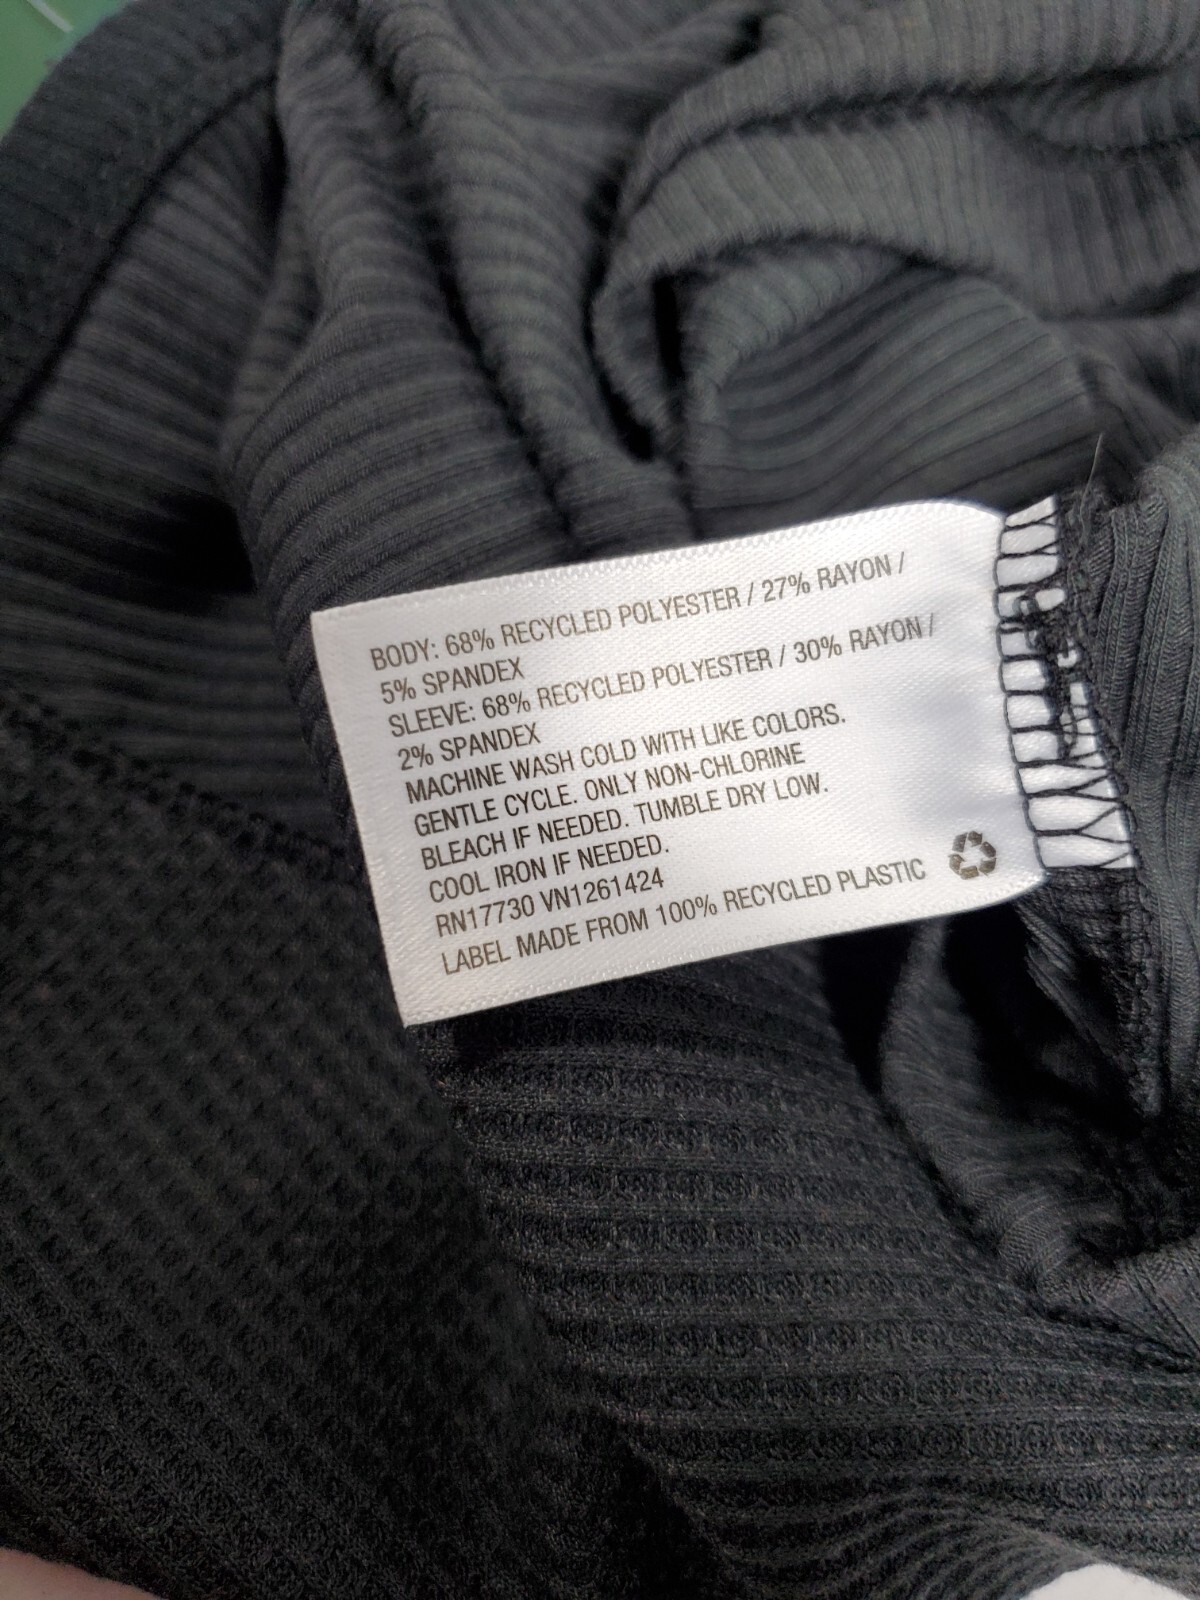 BODY: 68% RECYCLED POLYESTER / 27% RAYON /
5% SPANDEX
SLEEVE: 68% RECYCLED POLYESTER / 30% RAYON /
2% SPANDEX
MACHINE WASH COLD WITH LIKE COLORS.
GENTLE CYCLE. ONLY NON-CHLORINE
BLEACH IF NEEDED. TUMBLE DRY LOW.
COOL IRON IF NEEDED.
RN17730 VN1261424
LABEL MADE FROM 100% RECYCLED PLASTIC